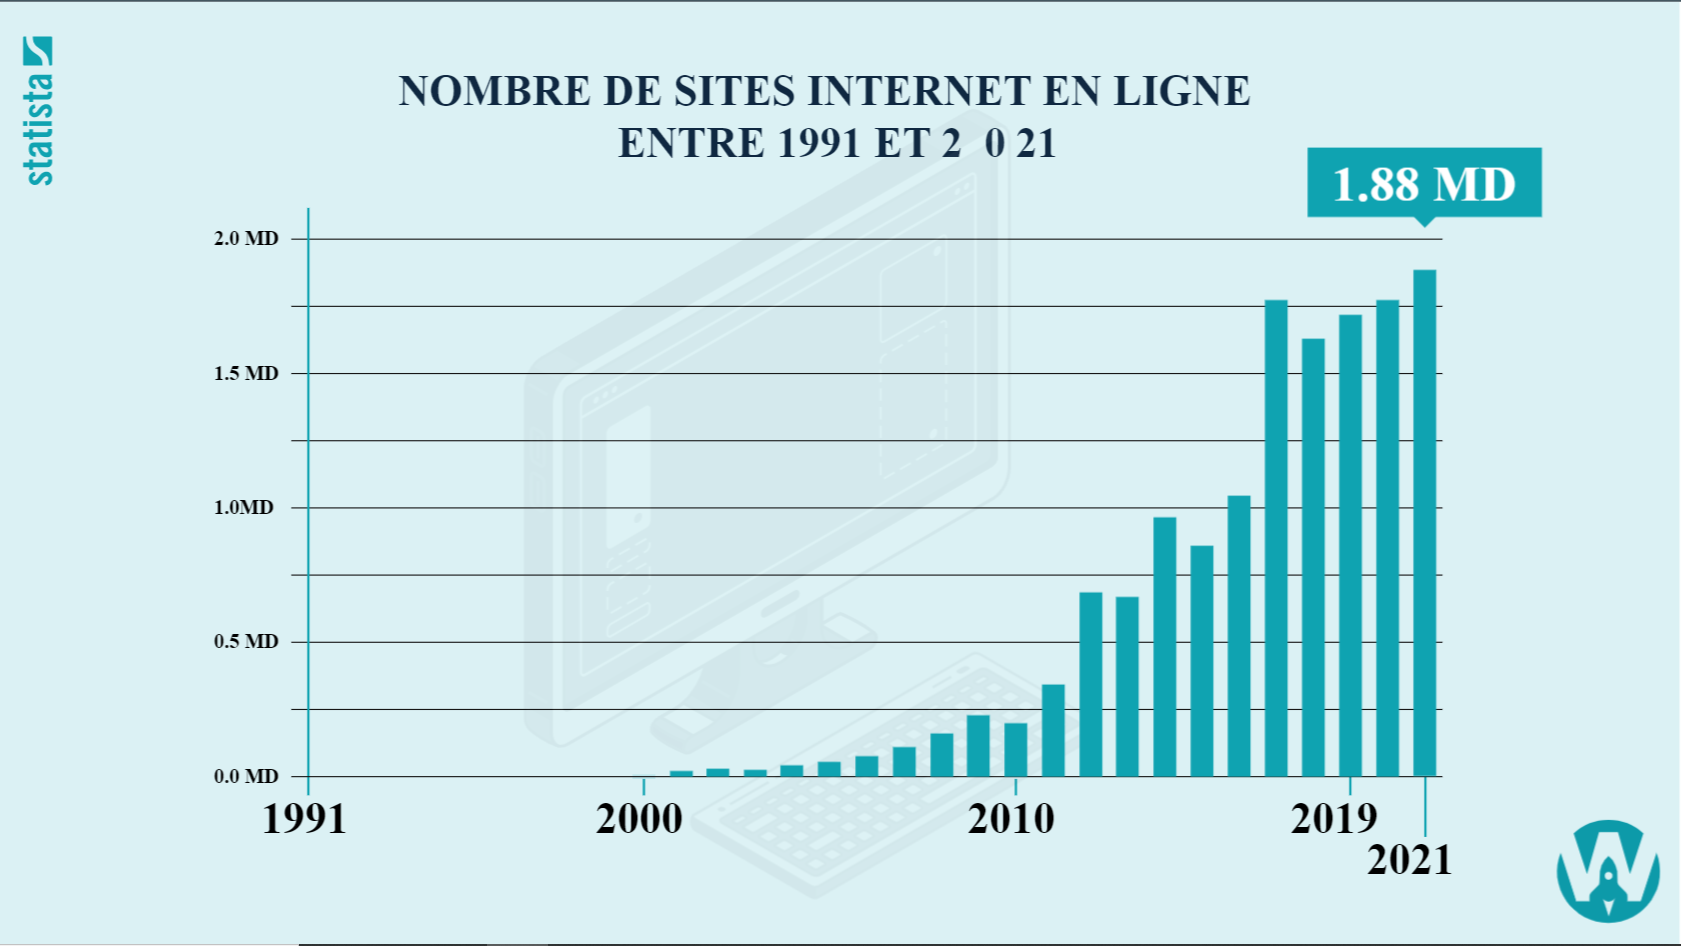 statista
NOMBRE DE SITES INTERNET EN LIGNE
ENTRE 1991 ET 2 0 21
1.88 MD
2.0 MD
1.5 MD
1.0MD
0.5 MD
0.0 MD
1991
2000
2010
2019
2021
W